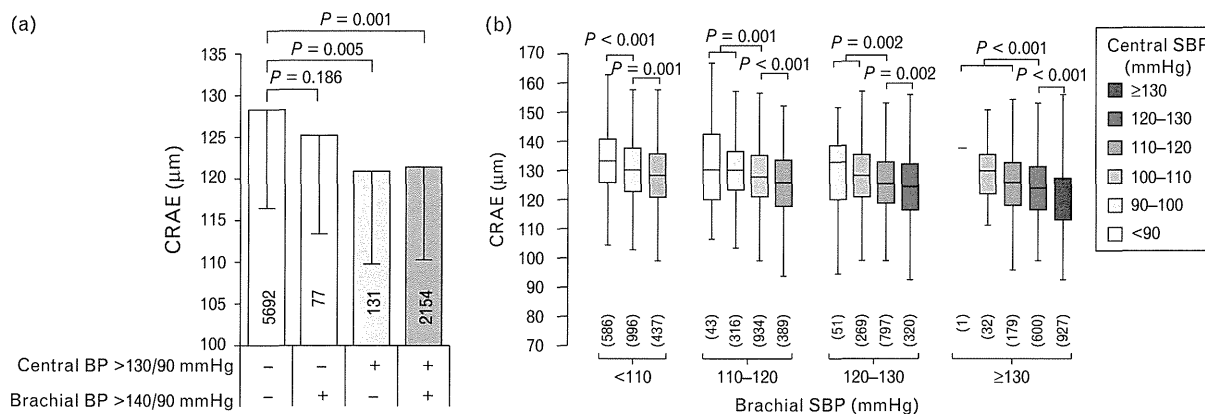 (a)
P = 0.001
P = 0.005
P = 0.186
135
130
125
120
115
110
105
100
CRAE (μm)
5692
77
131
2154
Central BP >130/90 mmHg
– – + +
Brachial BP >140/90 mmHg
– + – +
(b)
P < 0.001
P = 0.001
P = 0.001
P < 0.001
P = 0.002
P = 0.002
P < 0.001
P < 0.001
170
160
150
140
130
120
110
100
90
80
70
CRAE (μm)
(586) (996) (437) (43) (316) (934) (389) (51) (269) (797) (320) (1) (32) (179) (600) (927)
<110 110–120 120–130 ≥130
Brachial SBP (mmHg)
Central SBP
(mmHg)
≥130
120–130
110–120
100–110
90–100
<90